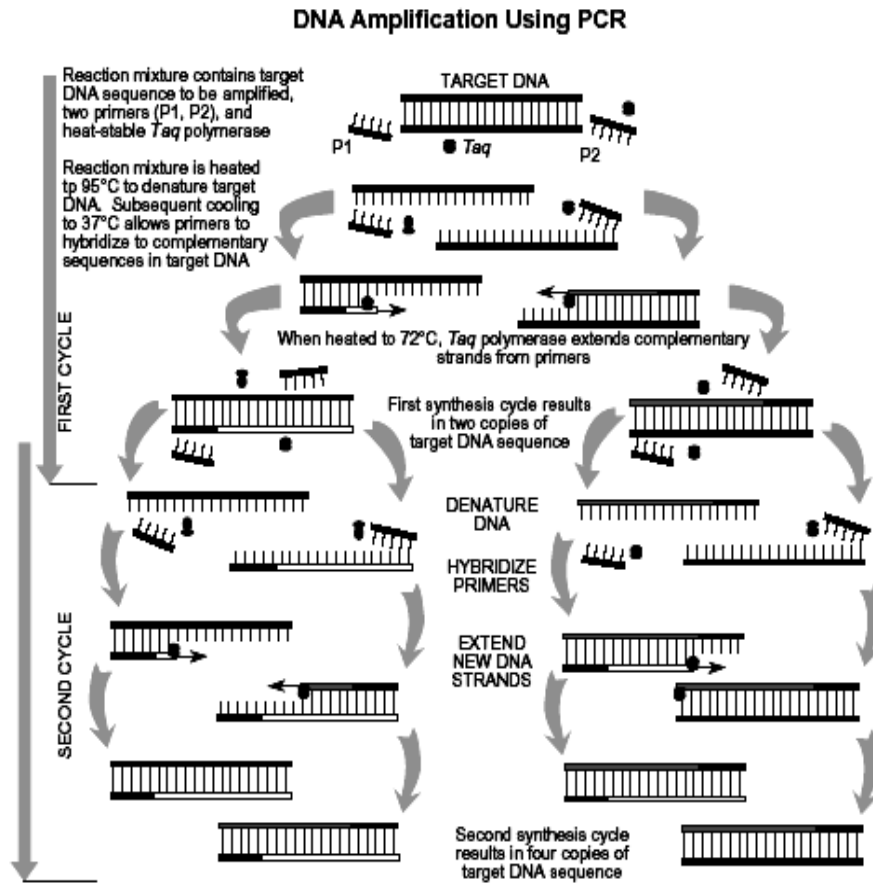 DNA Amplification Using PCR
Reaction mixture contains target
DNA sequence to be amplified,
two primers (P1, P2), and
heat-stable Taq polymerase
TARGET DNA
P1
Taq
P2
Reaction mixture is heated
tp 95°C to denature target
DNA. Subsequent cooling
to 37°C allows primers to
hybridize to complementary
sequences in target DNA
When heated to 72°C, Taq polymerase extends complementary
strands from primers
FIRST CYCLE
First synthesis cycle results
in two copies of
target DNA sequence
DENATURE
DNA
HYBRIDIZE
PRIMERS
SECOND CYCLE
EXTEND
NEW DNA
STRANDS
Second synthesis cycle
results in four copies of
target DNA sequence